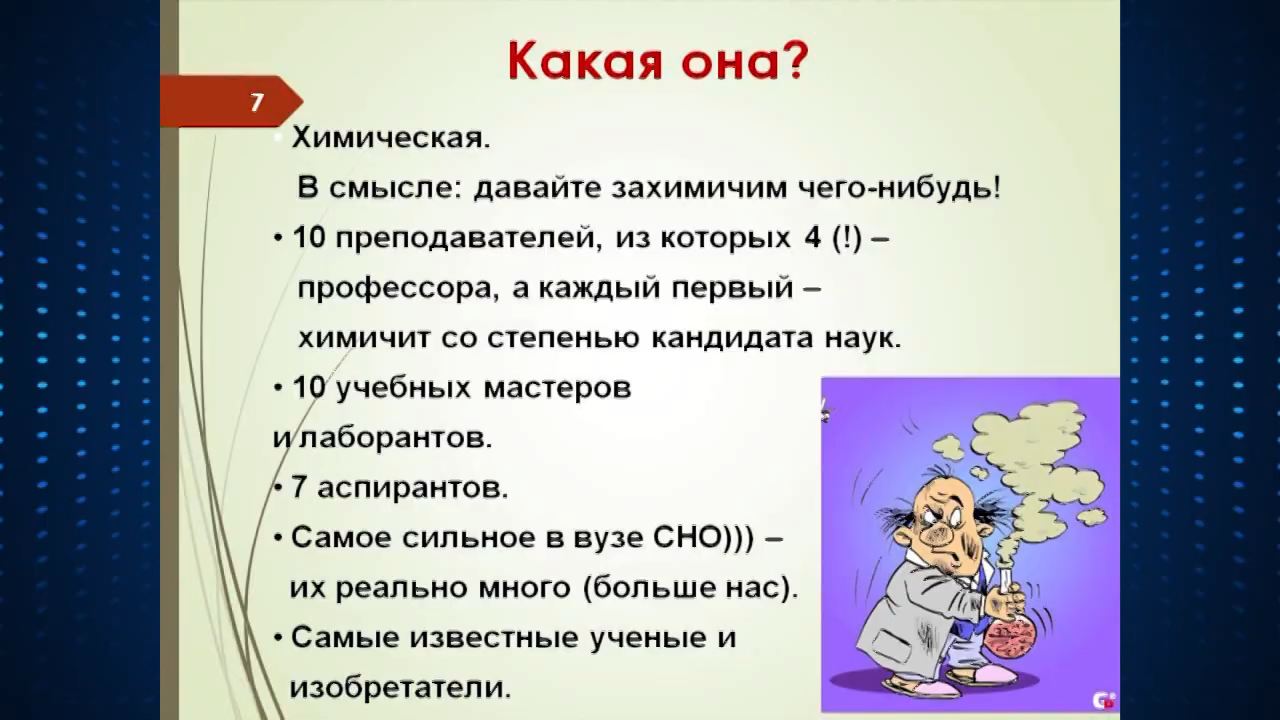 Какая она?
7
• Химическая.
В смысле: давайте захимичим чего-нибудь!
• 10 преподавателей, из которых 4 (!) –
профессора, а каждый первый –
химичит со степенью кандидата наук.
• 10 учебных мастеров
и лаборантов.
• 7 аспирантов.
• Самое сильное в вузе СНО))) –
их реально много (больше нас).
• Самые известные ученые и
изобретатели.